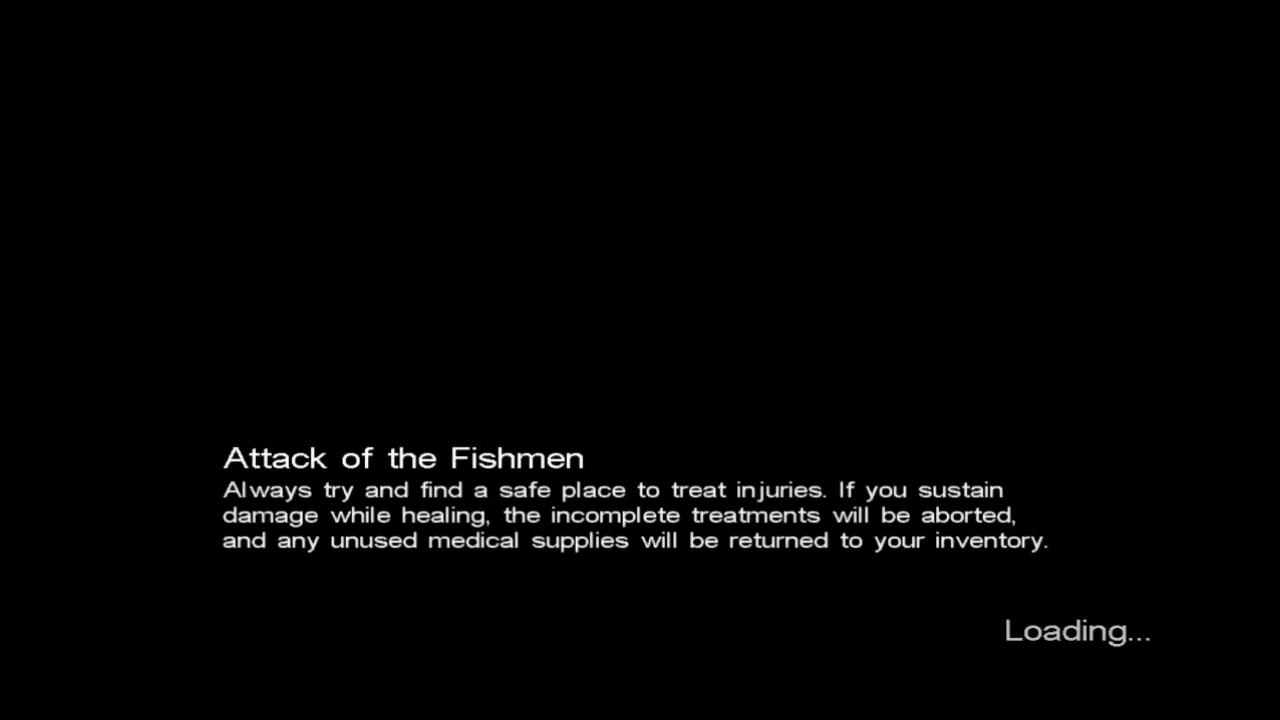 Attack of the Fishmen
Always try and find a safe place to treat injuries. If you sustain
damage while healing, the incomplete treatments will be aborted,
and any unused medical supplies will be returned to your inventory.
Loading...